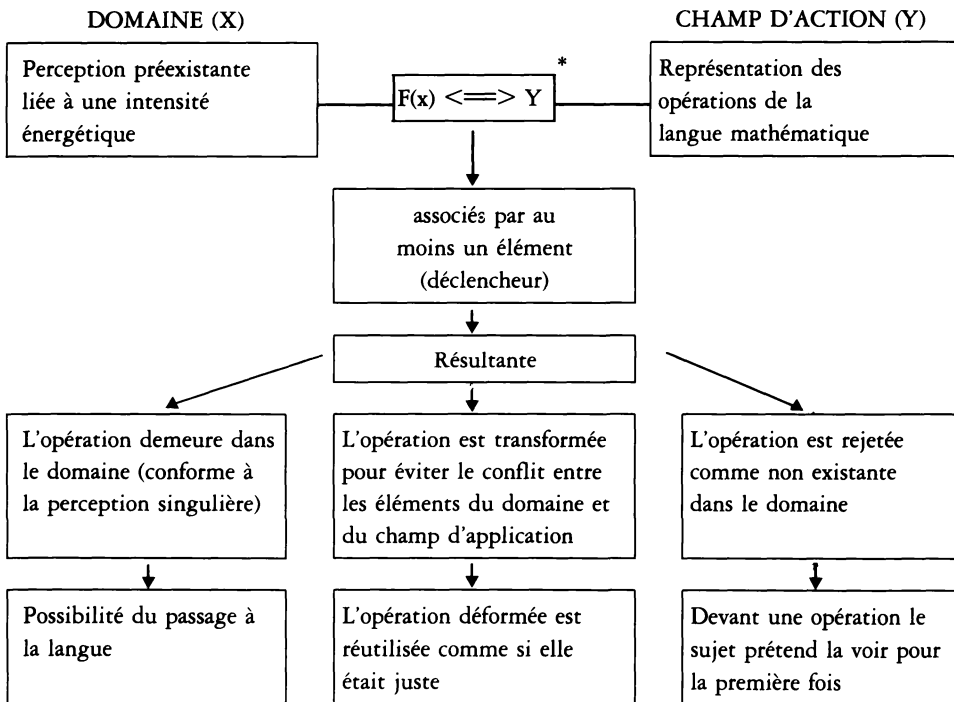 DOMAINE (X)
CHAMP D'ACTION (Y)
Perception préexistante
liée à une intensité
énergétique
F(x) <==> Y
*
Représentation des
opérations de la
langue mathématique
associés par au
moins un élément
(déclencheur)
Résultante
L'opération demeure dans
le domaine (conforme à
la perception singulière)
L'opération est transformée
pour éviter le conflit entre
les éléments du domaine et
du champ d'application
L'opération est rejetée
comme non existante
dans le domaine
Possibilité du passage à
la langue
L'opération déformée est
réutilisée comme si elle
était juste
Devant une opération le
sujet prétend la voir pour
la première fois